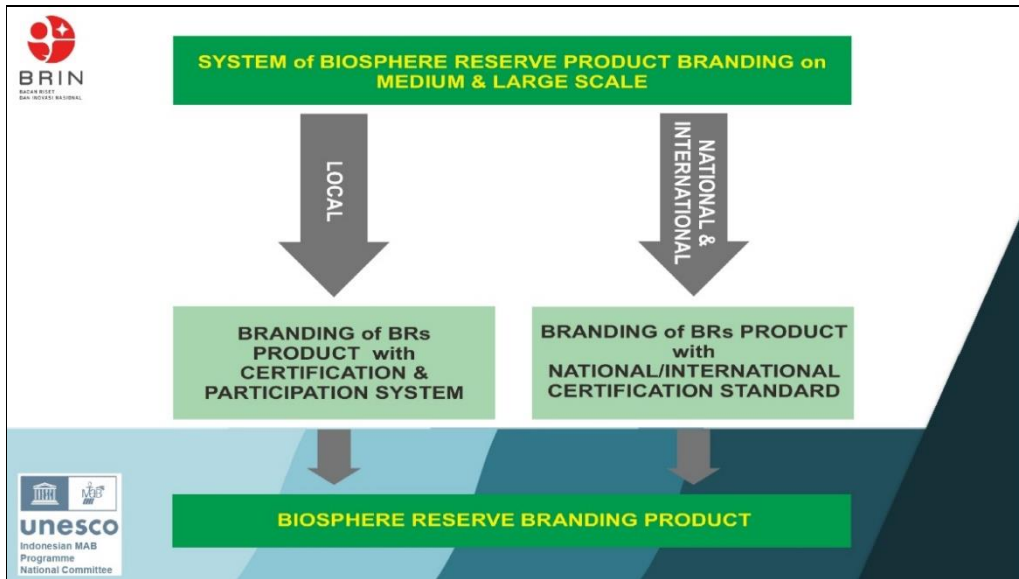 BRIN
BADAN RISET
DAN INOVASI NASIONAL
SYSTEM of BIOSPHERE RESERVE PRODUCT BRANDING on
MEDIUM & LARGE SCALE
LOCAL
NATIONAL &
INTERNATIONAL
BRANDING of BRs
PRODUCT with
CERTIFICATION &
PARTICIPATION SYSTEM
BRANDING of BRs PRODUCT
with
NATIONAL/INTERNATIONAL
CERTIFICATION STANDARD
BIOSPHERE RESERVE BRANDING PRODUCT
MaB
unesco
Indonesian MAB
Programme
National Committee